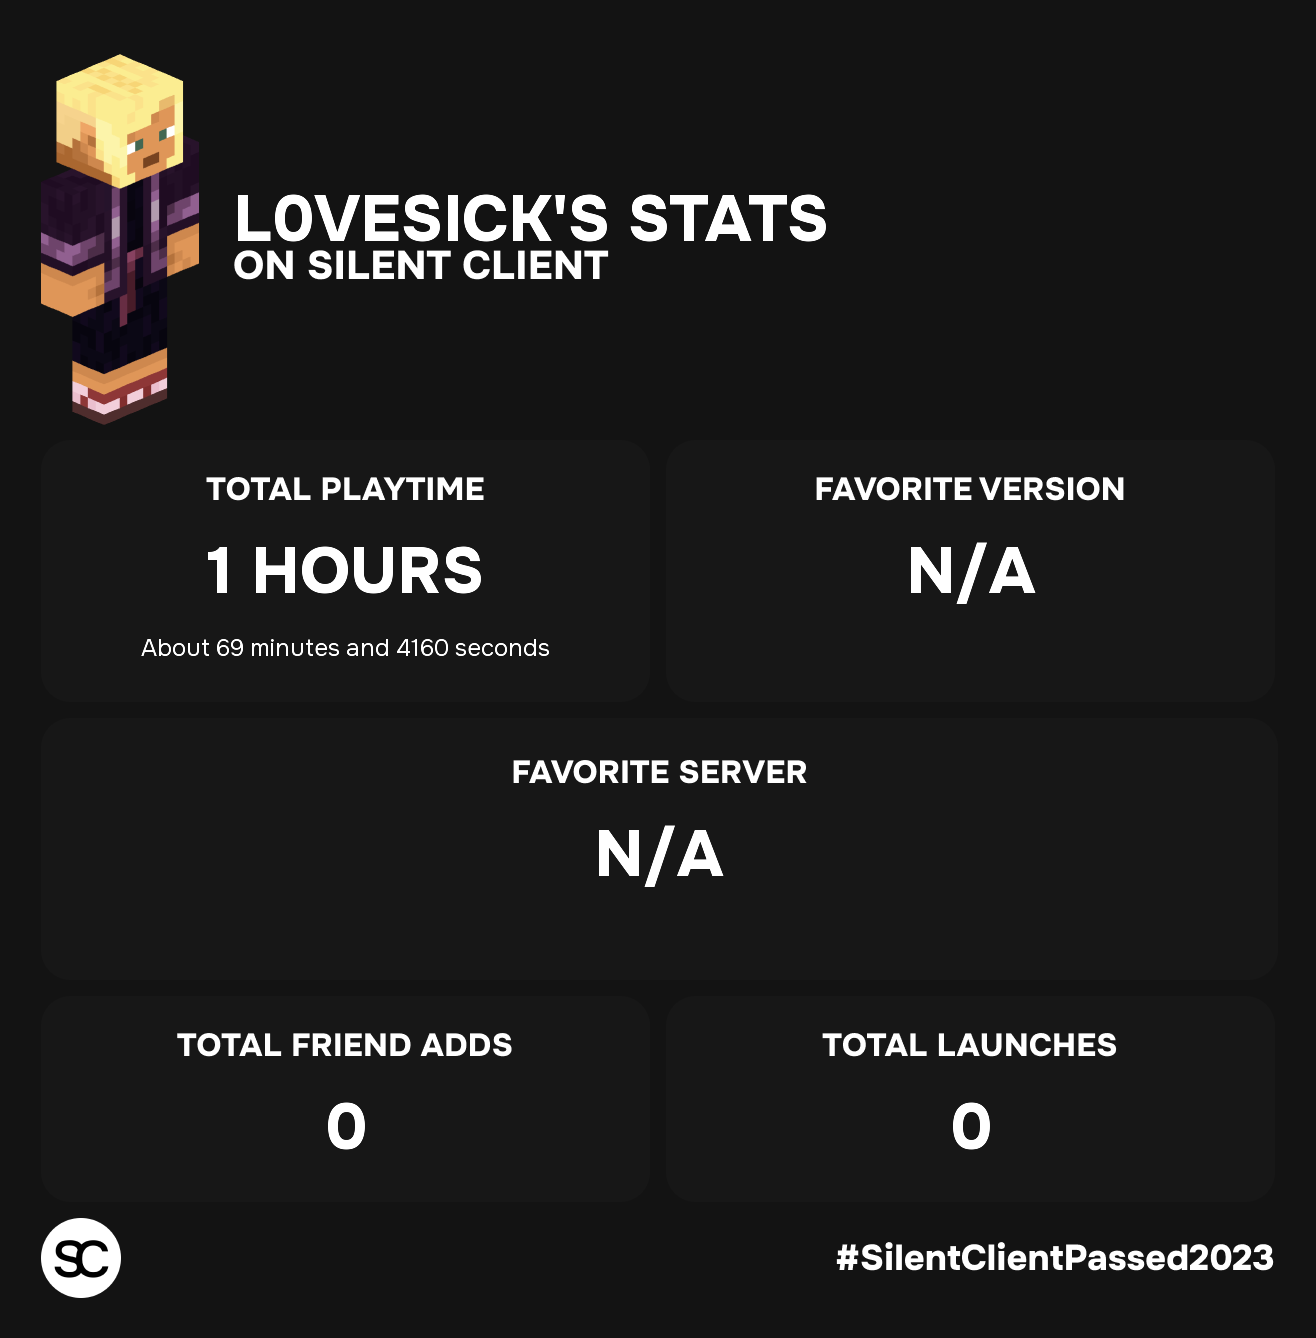 L0VESICK'S STATS
ON SILENT CLIENT
TOTAL PLAYTIME
1 HOURS
About 69 minutes and 4160 seconds
FAVORITE VERSION
N/A
FAVORITE SERVER
N/A
TOTAL FRIEND ADDS
0
TOTAL LAUNCHES
0
SC
#SilentClientPassed2023